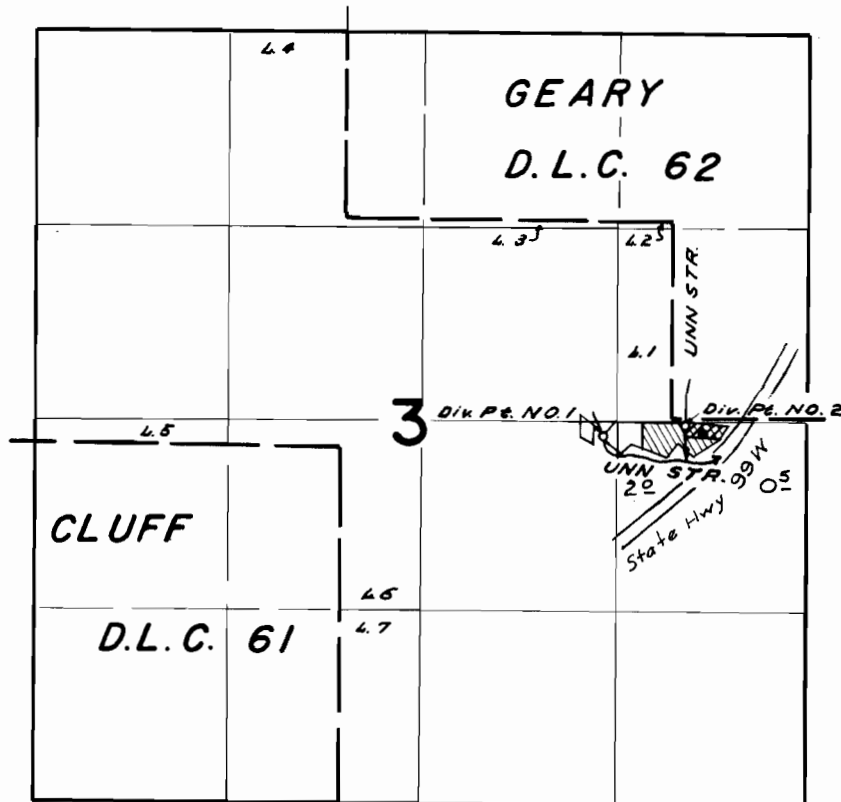 L.4
GEARY
D.L.C. 62
L.3
L.2
UNN STR.
L.1
Div. Pt. NO. 1
Div. Pt. NO. 2
3
L.5
UNN STR.
2º
0⁵
State Hwy 99W
CLUFF
L.6
D.L.C. 61
L.7